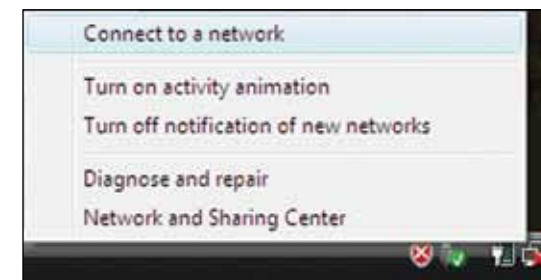 Connect to a network
Turn on activity animation
Turn off notification of new networks
Diagnose and repair
Network and Sharing Center